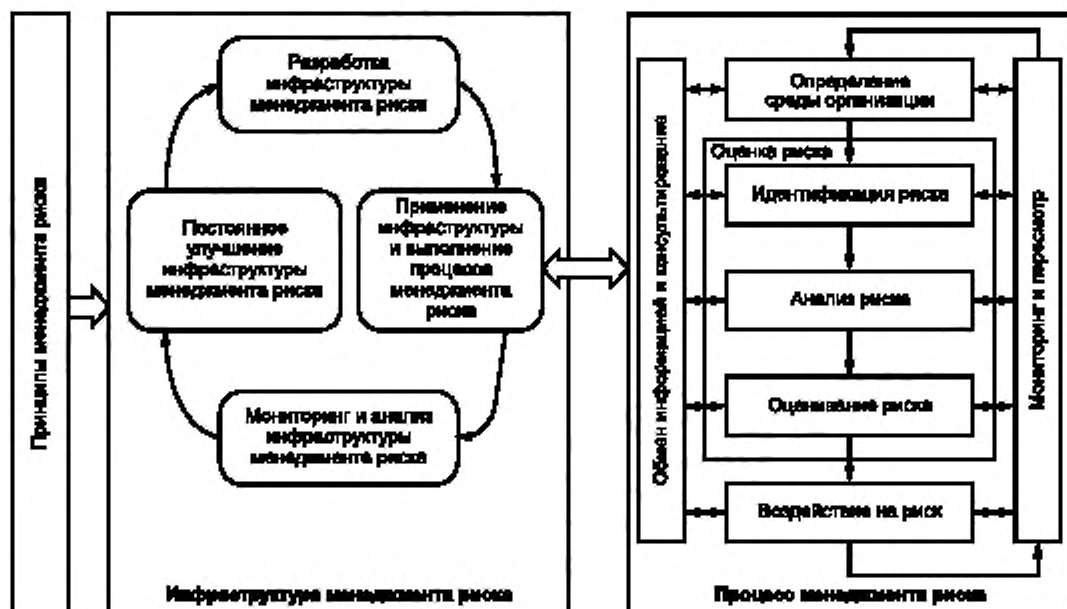 Принципы менеджмента риска
Разработка
инфраструктуры
менеджмента риска
Постоянное
улучшение
инфраструктуры
менеджмента риска
Применение
инфраструктуры
и выполнение
процесса
менеджмента
риска
Мониторинг и анализ
инфраструктуры
менеджмента риска
Инфраструктура менеджмента риска
Обмен информацией и консультирование
Определение
среды организации
Оценка риска
Идентификация риска
Анализ риска
Оценивание риска
Воздействие на риск
Мониторинг и пересмотр
Процесс менеджмента риска